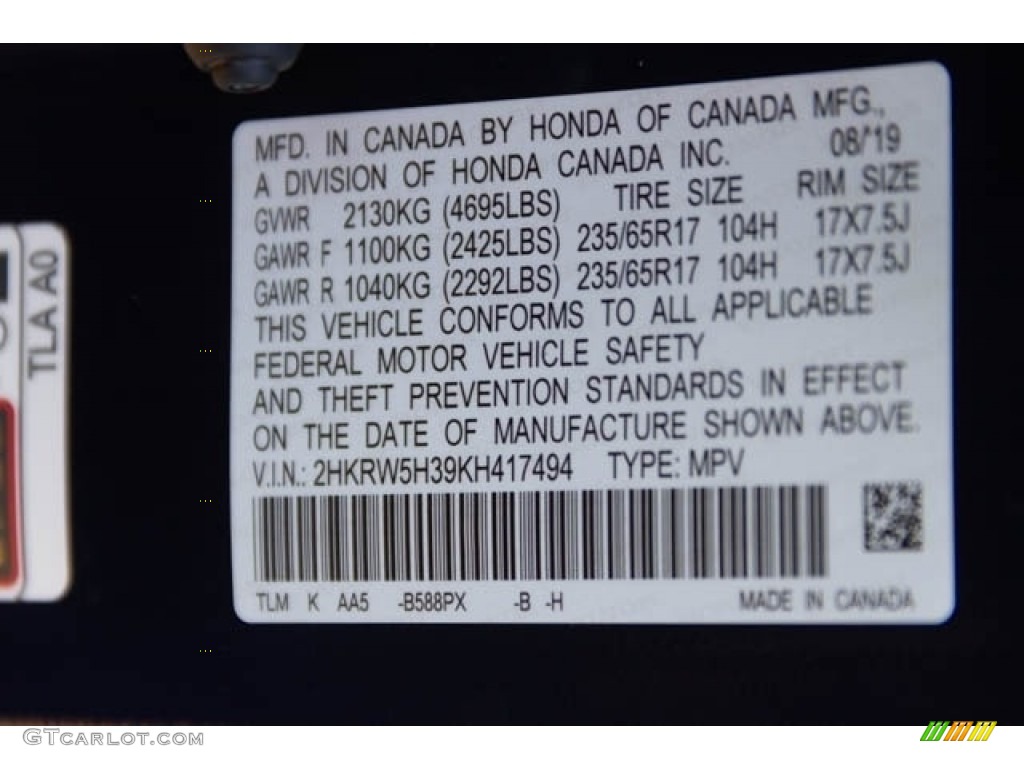 MFD. IN CANADA BY HONDA OF CANADA MFG.,
A DIVISION OF HONDA CANADA INC. 08/'19
GVWR 2130KG (4695LBS) TIRE SIZE RIM SIZE
GAWR F 1100KG (2425LBS) 235/65R17 104H 17X7.5J
GAWR R 1040KG (2292LBS) 235/65R17 104H 17X7.5J
THIS VEHICLE CONFORMS TO ALL APPLICABLE
FEDERAL MOTOR VEHICLE SAFETY
AND THEFT PREVENTION STANDARDS IN EFFECT
ON THE DATE OF MANUFACTURE SHOWN ABOVE.
V.I.N.: 2HKRW5H39KH417494 TYPE: MPV
TLM K AA5 -B588PX -B -H MADE IN CANADA
TLA A0
GTCARLOT.COM